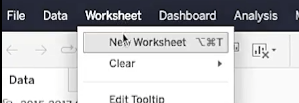 File Data Worksheet Dashboard Analysis
New Worksheet ⌥⌘T
Data Clear
Edit Tooltip